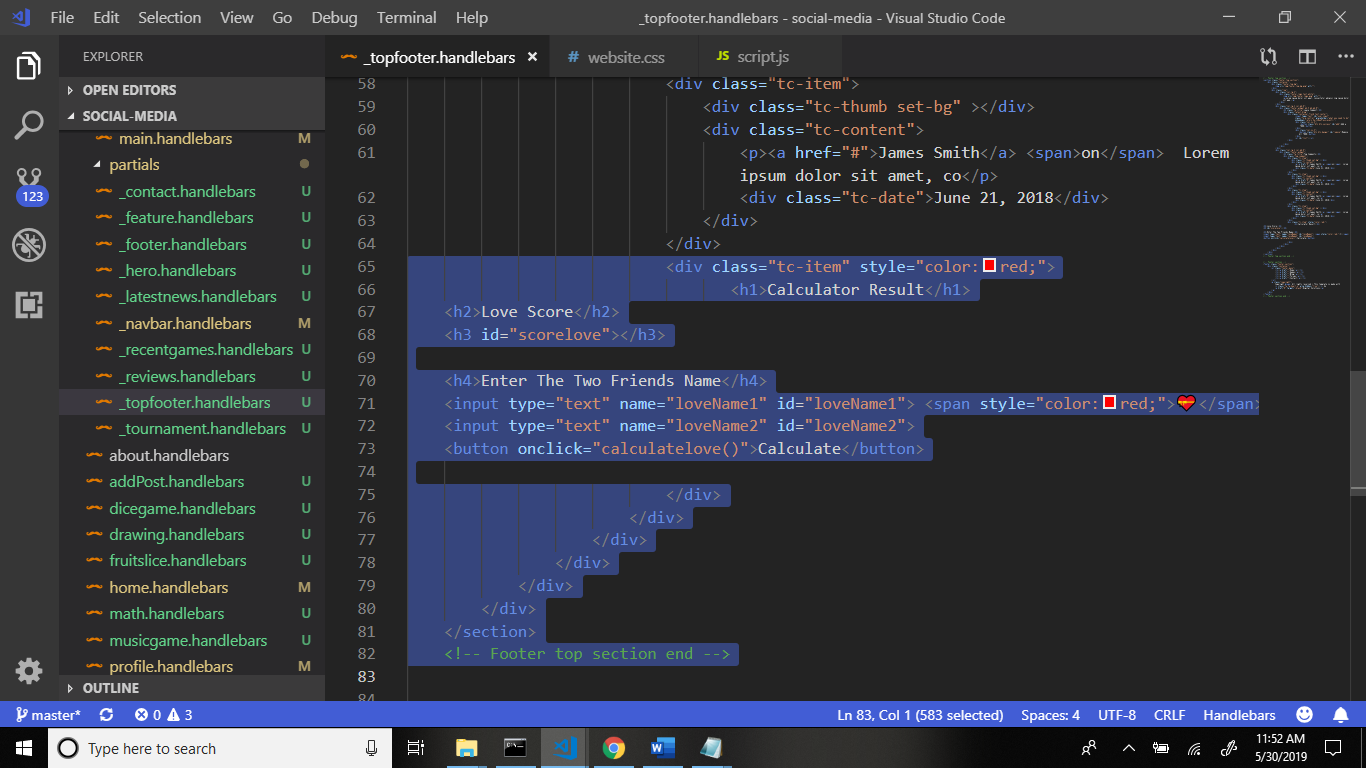 File Edit Selection View Go Debug Terminal Help _topfooter.handlebars - social-media - Visual Studio Code
EXPLORER
OPEN EDITORS
SOCIAL-MEDIA
main.handlebars M
partials
_contact.handlebars U
_feature.handlebars U
_footer.handlebars U
_hero.handlebars U
_latestnews.handlebars U
_navbar.handlebars M
_recentgames.handlebars U
_reviews.handlebars U
_topfooter.handlebars U
_tournament.handlebars U
about.handlebars
addPost.handlebars U
dicegame.handlebars U
drawing.handlebars U
fruitslice.handlebars U
home.handlebars M
math.handlebars U
musicgame.handlebars U
profile.handlebars M
OUTLINE
123
_topfooter.handlebars # website.css JS script.js
58 <div class="tc-item">
59 <div class="tc-thumb set-bg" ></div>
60 <div class="tc-content">
61 <p><a href="#">James Smith</a> <span>on</span>  Lorem
ipsum dolor sit amet, co</p>
62 <div class="tc-date">June 21, 2018</div>
63 </div>
64 </div>
65 <div class="tc-item" style="color:red;">
66 <h1>Calculator Result</h1>
67 <h2>Love Score</h2>
68 <h3 id="scorelove"></h3>
69
70 <h4>Enter The Two Friends Name</h4>
71 <input type="text" name="loveName1" id="loveName1"> <span style="color:red;">💝</span>
72 <input type="text" name="loveName2" id="loveName2">
73 <button onclick="calculatelove()">Calculate</button>
74
75 </div>
76 </div>
77 </div>
78 </div>
79 </div>
80 </div>
81 </section>
82 <!-- Footer top section end -->
83
84
master* 0 3 Ln 83, Col 1 (583 selected) Spaces: 4 UTF-8 CRLF Handlebars
Type here to search
11:52 AM
5/30/2019